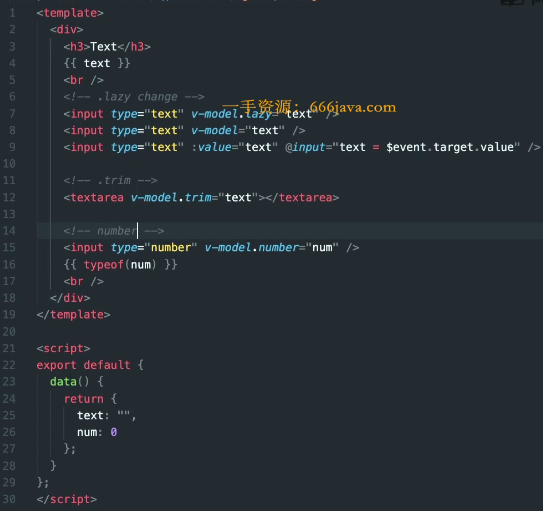 1 <template>
2 <div>
3 <h3>Text</h3>
4 {{ text }}
5 <br />
6 <!-- .lazy change -->
一手资源：666java.com
7 <input type="text" v-model.lazy="text" />
8 <input type="text" v-model="text" />
9 <input type="text" :value="text" @input="text = $event.target.value" />
10
11 <!-- .trim -->
12 <textarea v-model.trim="text"></textarea>
13
14 <!-- number -->
15 <input type="number" v-model.number="num" />
16 {{ typeof(num) }}
17 <br />
18 </div>
19 </template>
20
21 <script>
22 export default {
23 data() {
24 return {
25 text: "",
26 num: 0
27 };
28 }
29 };
30 </script>